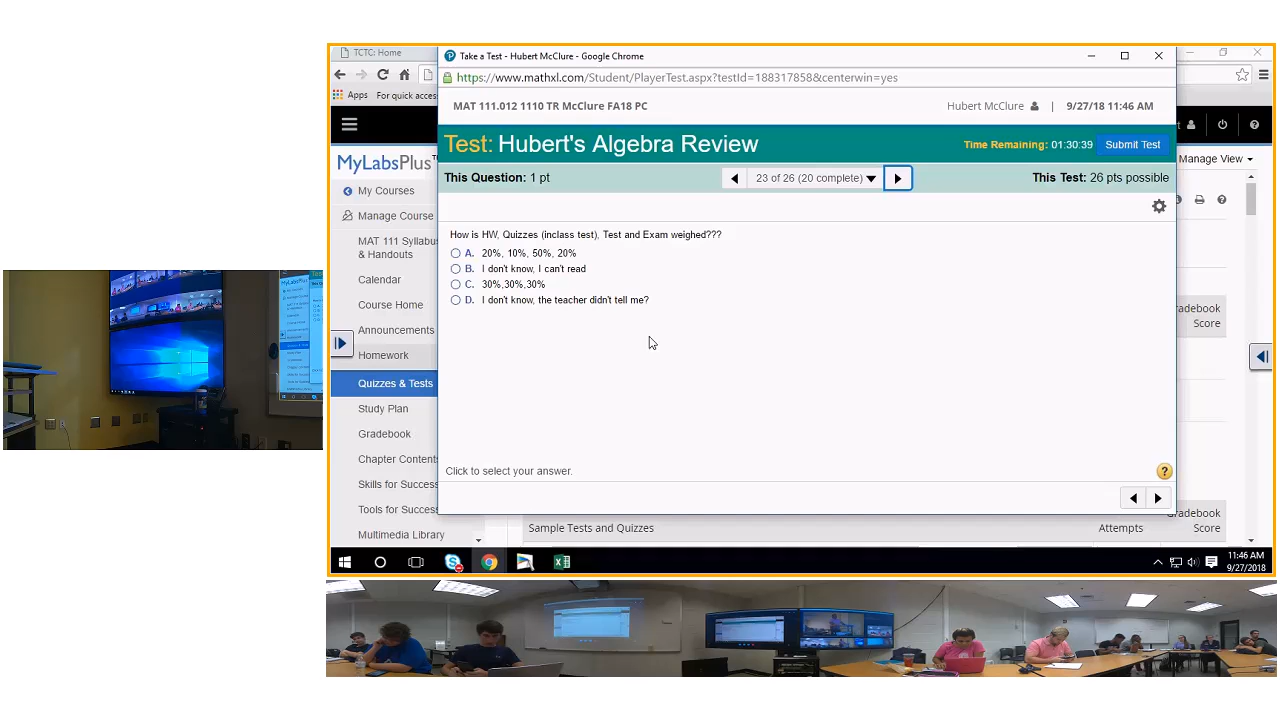 TCTC: Home
Take a Test - Hubert McClure - Google Chrome
https://www.mathxl.com/Student/PlayerTest.aspx?testId=188317858&centerwin=yes
Apps For quick acces
MAT 111.012 1110 TR McClure FA18 PC
Hubert McClure | 9/27/18 11:46 AM
Test: Hubert's Algebra Review
Time Remaining: 01:30:39 Submit Test
This Question: 1 pt
23 of 26 (20 complete)
This Test: 26 pts possible
How is HW, Quizzes (inclass test), Test and Exam weighed???
A. 20%, 10%, 50%, 20%
B. I don't know, I can't read
C. 30%,30%,30%
D. I don't know, the teacher didn't tell me?
Click to select your answer.
MyLabsPlus™
Manage View
My Courses
Manage Course
MAT 111 Syllabus
& Handouts
Calendar
Course Home
Announcements
Homework
Quizzes & Tests
Study Plan
Gradebook
Chapter Contents
Skills for Success
Tools for Success
Multimedia Library
radebook
Score
Gradebook
Score
Sample Tests and Quizzes
Attempts
11:46 AM
9/27/2018